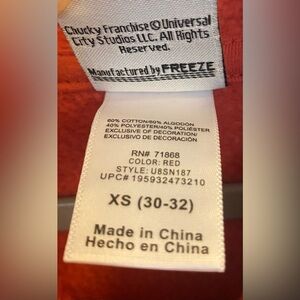 Chucky Franchise © Universal
City Studios LLC. All Rights
Reserved.
Manufactured by FREEZE
60% COTTON/60% ALGODON
40% POLYESTER/40% POLIÉSTER
EXCLUSIVE OF DECORATION/
EXCLUSIVO DE DECORACIÓN
RN# 71868
COLOR: RED
STYLE: U8SN187
UPC# 195932473210
XS (30-32)
Made in China
Hecho en China